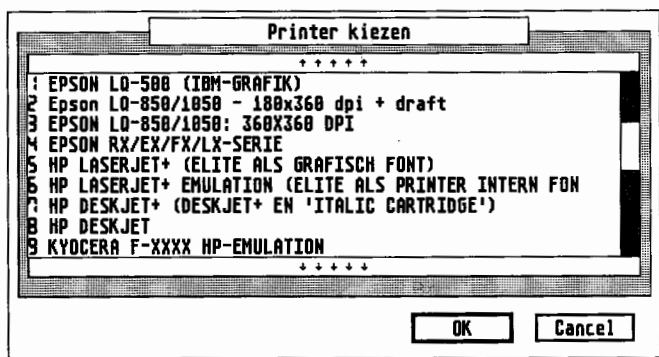 Printer kiezen
↑ ↑ ↑ ↑ ↑
1 EPSON LQ-500 (IBM-GRAFIK)
2 Epson LQ-850/1050 - 180x360 dpi + draft
3 EPSON LQ-850/1050: 360X360 DPI
4 EPSON RX/EX/FX/LX-SERIE
5 HP LASERJET+ (ELITE ALS GRAFISCH FONT)
6 HP LASERJET+ EMULATION (ELITE ALS PRINTER INTERN FON
7 HP DESKJET+ (DESKJET+ EN 'ITALIC CARTRIDGE')
8 HP DESKJET
9 KYOCERA F-XXXX HP-EMULATION
↓ ↓ ↓ ↓ ↓
OK Cancel